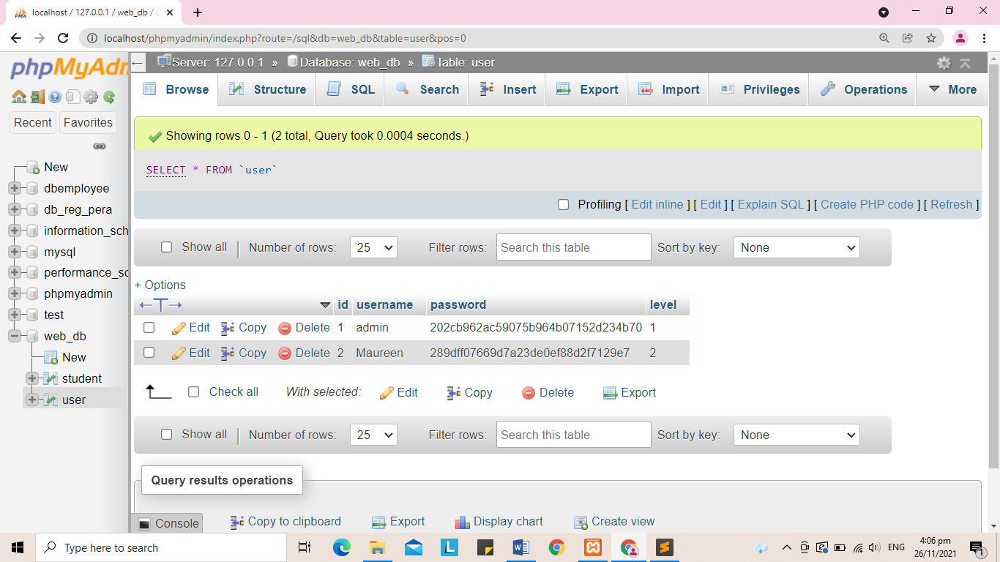 localhost / 127.0.0.1 / web_db / u
localhost/phpmyadmin/index.php?route=/sql&db=web_db&table=user&pos=0
phpMyAdm
Server: 127.0.0.1 » Database: web_db » Table: user
Browse Structure SQL Search Insert Export Import Privileges Operations More
Recent Favorites
New
dbemployee
db_reg_pera
information_sch
mysql
performance_sc
phpmyadmin
test
web_db
New
student
user
Showing rows 0 - 1 (2 total, Query took 0.0004 seconds.)
SELECT * FROM `user`
Profiling [ Edit inline ] [ Edit ] [ Explain SQL ] [ Create PHP code ] [ Refresh ]
Show all Number of rows: 25 Filter rows: Search this table Sort by key: None
+ Options
id username password level
Edit Copy Delete 1 admin 202cb962ac59075b964b07152d234b70 1
Edit Copy Delete 2 Maureen 289dff07669d7a23de0ef88d2f7129e7 2
Check all With selected: Edit Copy Delete Export
Show all Number of rows: 25 Filter rows: Search this table Sort by key: None
Query results operations
Console Copy to clipboard Export Display chart Create view
Type here to search
ENG
4:06 pm
26/11/2021
1